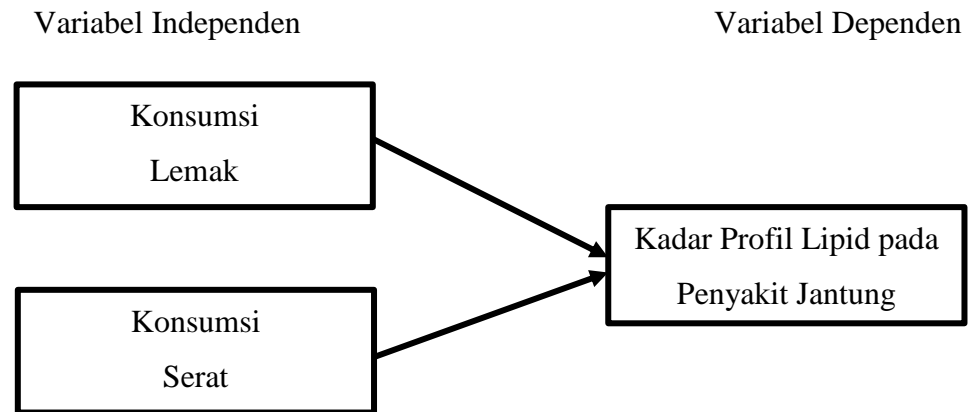 Variabel Independen
Variabel Dependen
Konsumsi
Lemak
Kadar Profil Lipid pada
Penyakit Jantung
Konsumsi
Serat